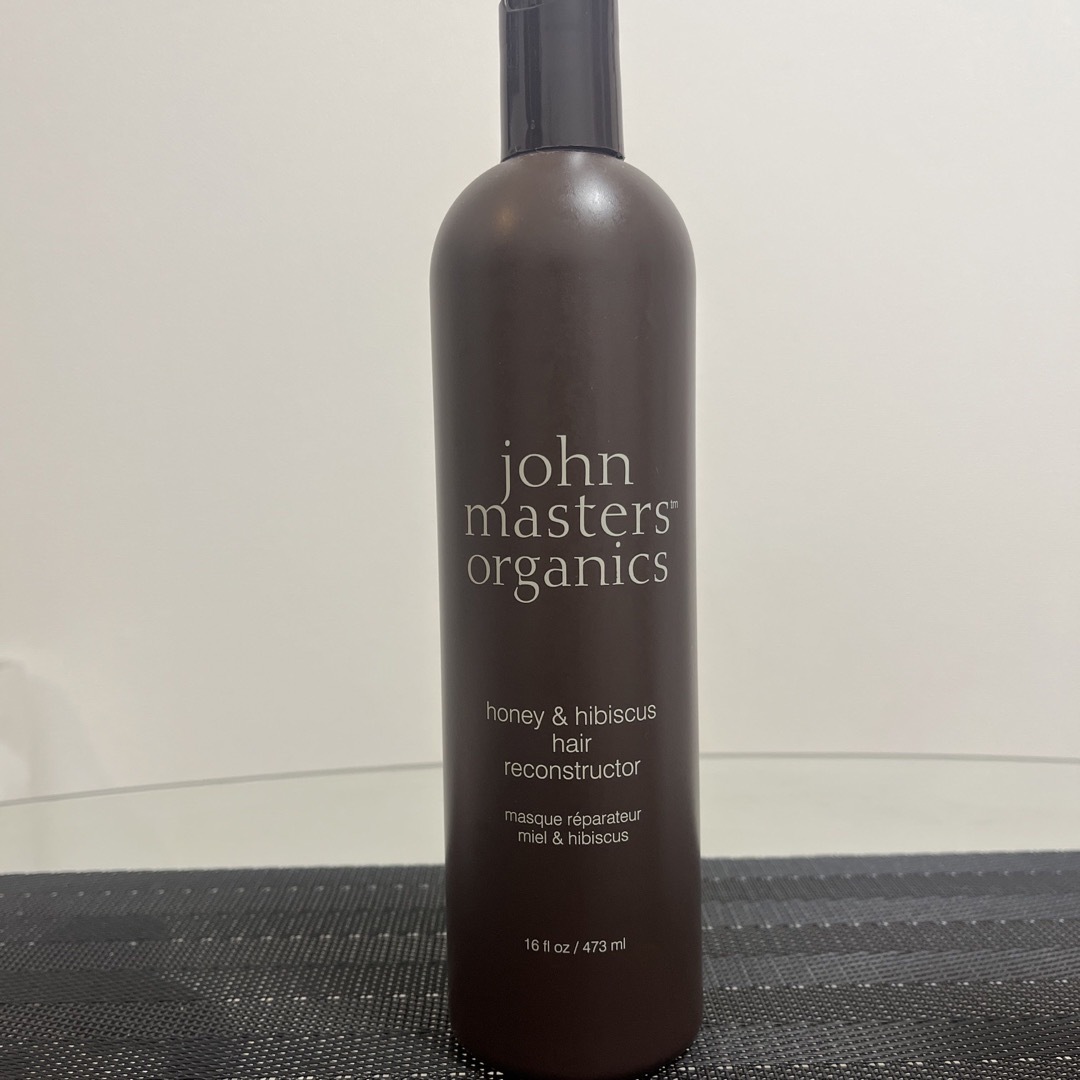 john
masters™
organics
honey & hibiscus
hair
reconstructor
masque réparateur
miel & hibiscus
16 fl oz / 473 ml